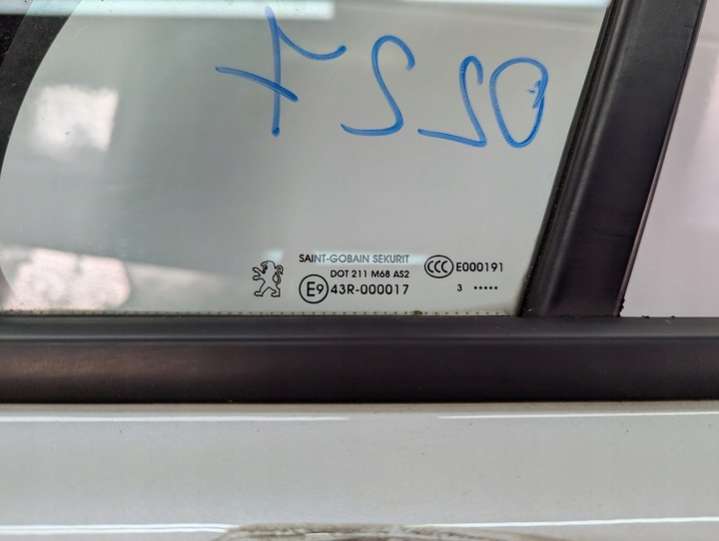 0227
SAINT-GOBAIN SEKURIT
DOT 211 M68 AS2
E9 43R-000017
CCC E000191
3 •••••